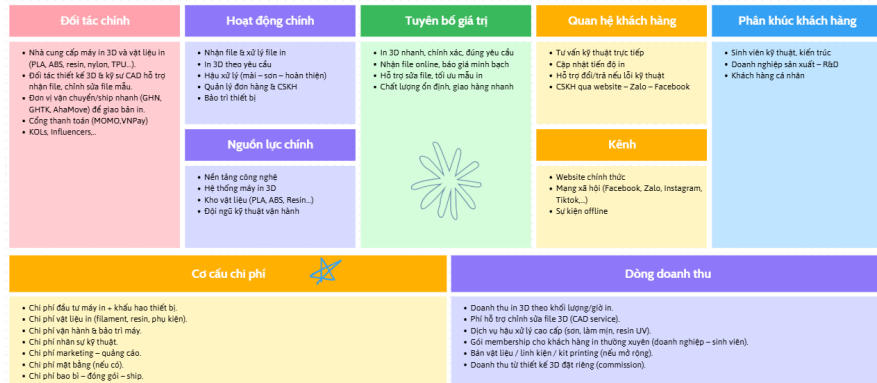 Đối tác chính
Nhà cung cấp máy in 3D và vật liệu in
(PLA, ABS, resin, nylon, TPU...).
Đối tác thiết kế 3D & kỹ sư CAD hỗ trợ
nhận file, chỉnh sửa file mẫu.
Đơn vị vận chuyển/ship nhanh (GHN,
GHTK, AhaMove) để giao bản in.
Cổng thanh toán (MOMO,VNPay)
KOLs, Influencers,..
Hoạt động chính
Nhận file & xử lý file in
In 3D theo yêu cầu
Hậu xử lý (mài – sơn – hoàn thiện)
Quản lý đơn hàng & CSKH
Bảo trì thiết bị
Nguồn lực chính
Nền tảng công nghệ
Hệ thống máy in 3D
Kho vật liệu (PLA, ABS, Resin...)
Đội ngũ kỹ thuật vận hành
Tuyên bố giá trị
In 3D nhanh, chính xác, đúng yêu cầu
Nhận file online, báo giá minh bạch
Hỗ trợ sửa file, tối ưu mẫu in
Chất lượng ổn định, giao hàng nhanh
Quan hệ khách hàng
Tư vấn kỹ thuật trực tiếp
Cập nhật tiến độ in
Hỗ trợ đổi/trả nếu lỗi kỹ thuật
CSKH qua website – Zalo – Facebook
Kênh
Website chính thức
Mạng xã hội (Facebook, Zalo, Instagram,
Tiktok,...)
Sự kiện offline
Phân khúc khách hàng
Sinh viên kỹ thuật, kiến trúc
Doanh nghiệp sản xuất – R&D
Khách hàng cá nhân
Cơ cấu chi phí
Chi phí đầu tư máy in + khấu hao thiết bị.
Chi phí vật liệu in (filament, resin, phụ kiện).
Chi phí vận hành & bảo trì máy.
Chi phí nhân sự kỹ thuật.
Chi phí marketing – quảng cáo.
Chi phí mặt bằng (nếu có).
Chi phí bao bì – đóng gói – ship.
Dòng doanh thu
Doanh thu in 3D theo khối lượng/giờ in.
Phí hỗ trợ chỉnh sửa file 3D (CAD service).
Dịch vụ hậu xử lý cao cấp (sơn, làm mịn, resin UV).
Gói membership cho khách hàng in thường xuyên (doanh nghiệp – sinh viên).
Bán vật liệu / linh kiện / kit printing (nếu mở rộng).
Doanh thu từ thiết kế 3D đặt riêng (commission).